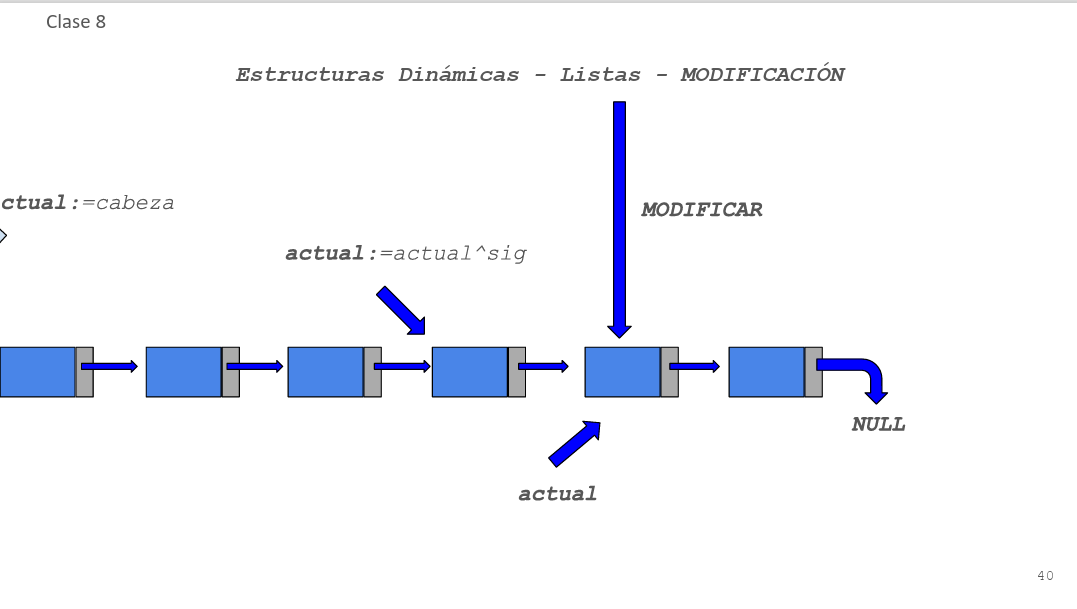 Clase 8
Estructuras Dinámicas - Listas - MODIFICACIÓN
ctual:=cabeza
MODIFICAR
actual:=actual^sig
NULL
actual
40